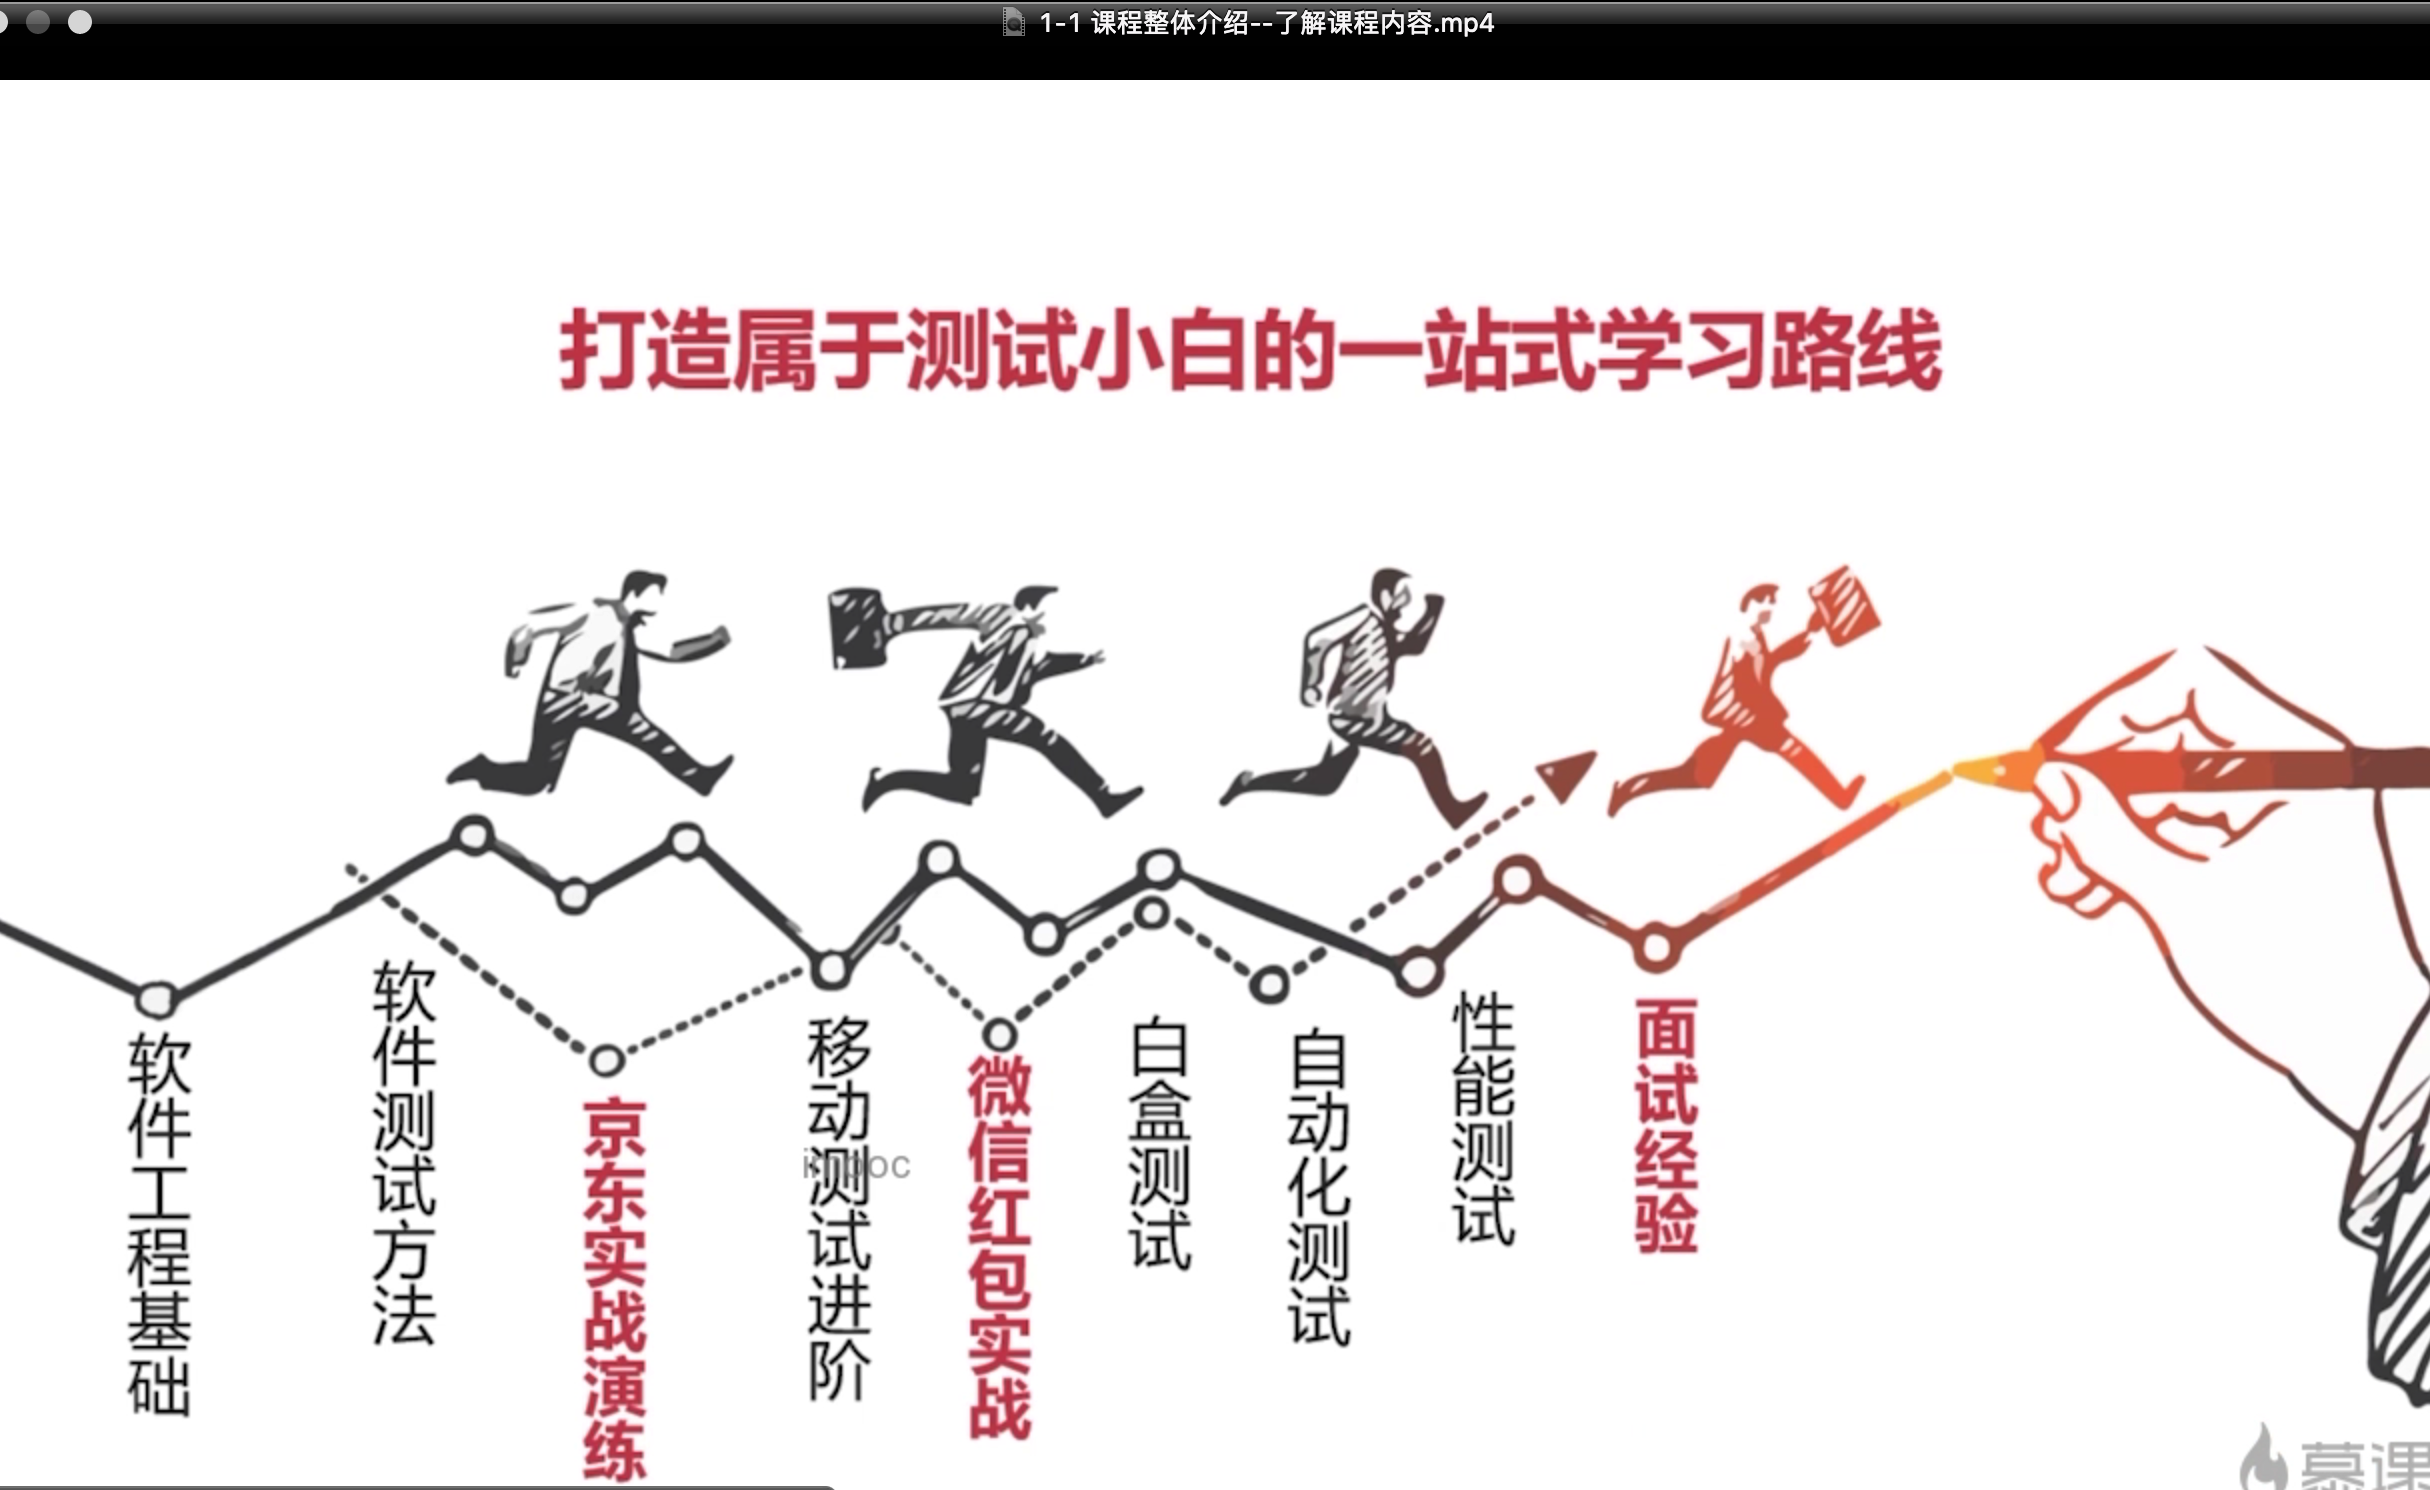 1-1 课程整体介绍--了解课程内容.mp4
打造属于测试小白的一站式学习路线
软件工程基础
软件测试方法
京东实战演练
移动测试进阶
微信红包实战
白盒测试
自动化测试
性能测试
面试经验
慕课